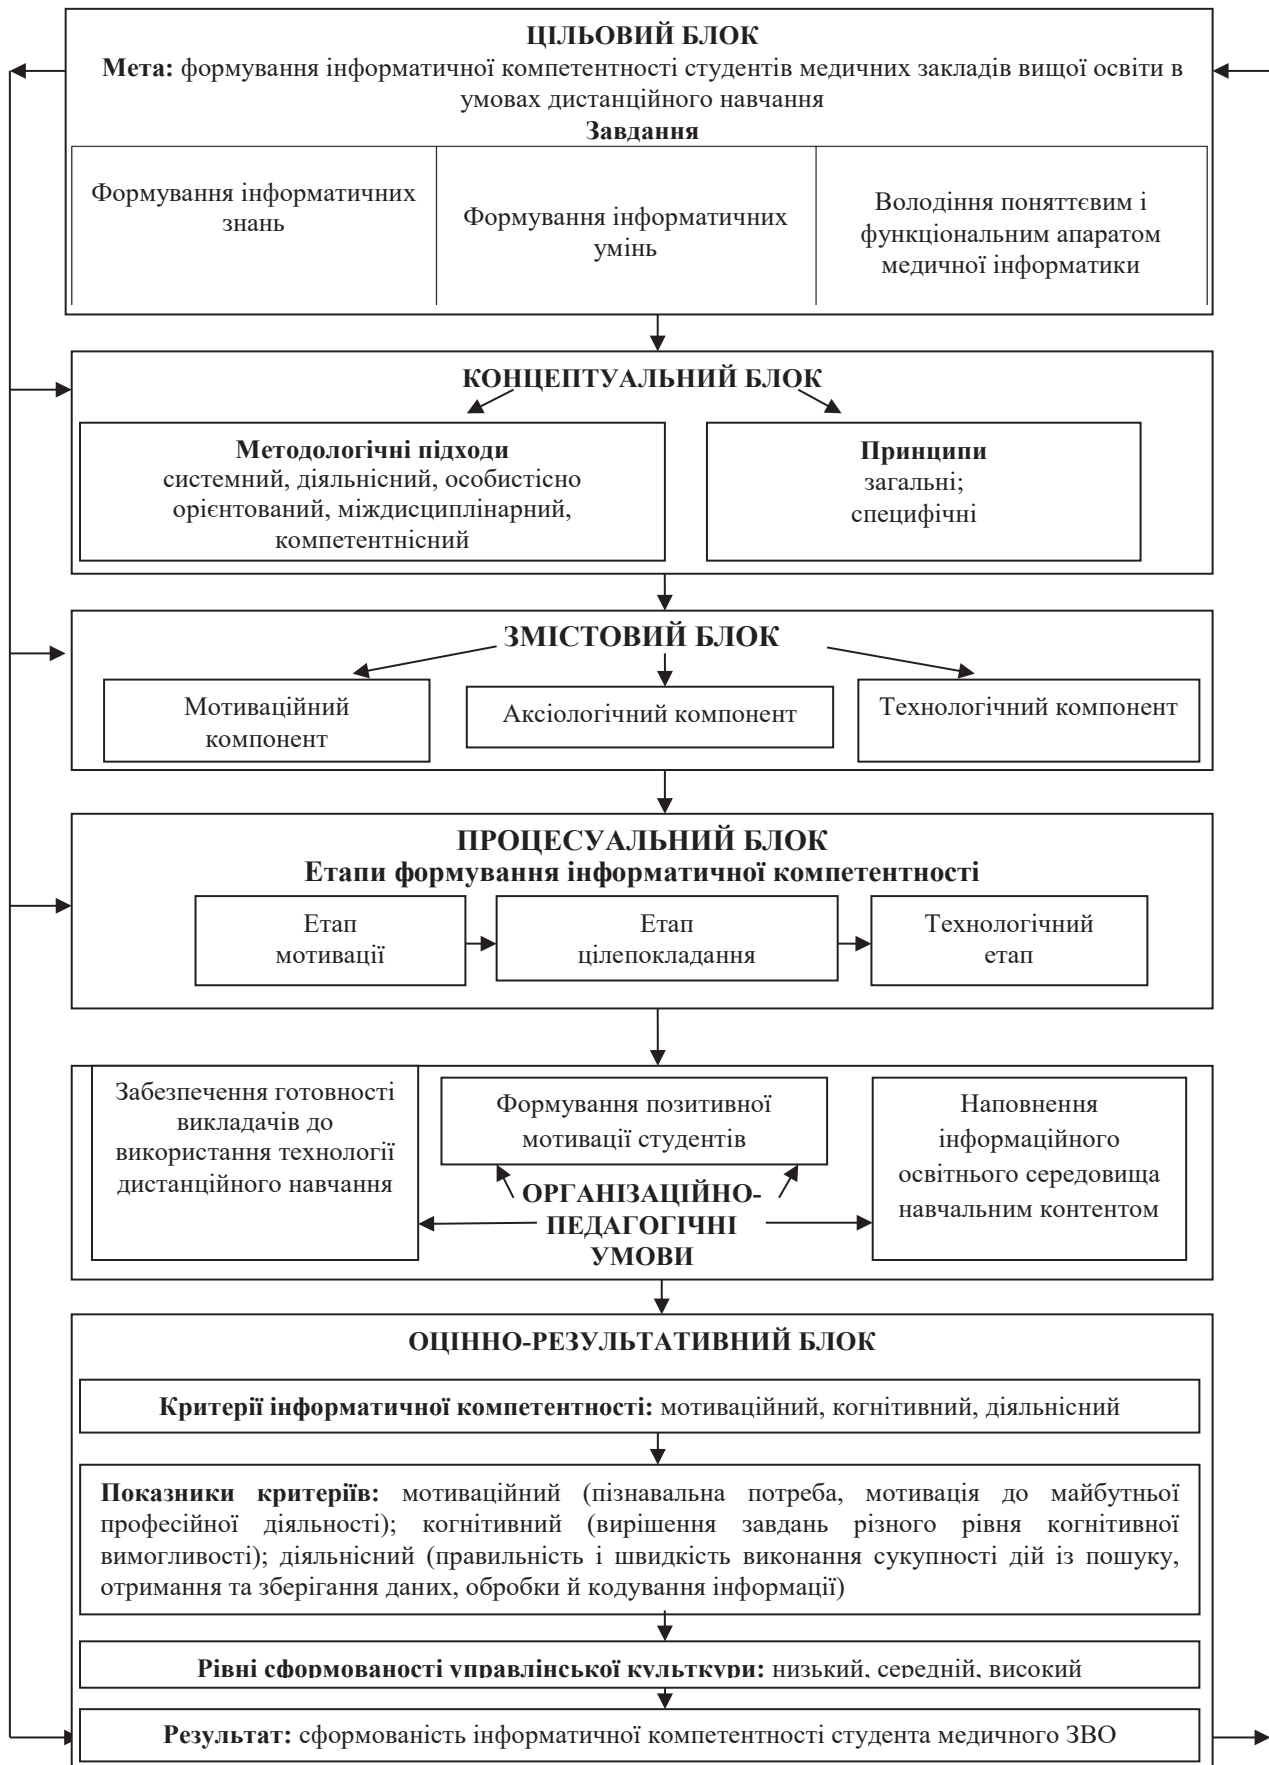 ЦІЛЬОВИЙ БЛОК
Мета: формування інформатичної компетентності студентів медичних закладів вищої освіти в
умовах дистанційного навчання
Завдання
Формування інформатичних
знань
Формування інформатичних
умінь
Володіння поняттєвим і
функціональним апаратом
медичної інформатики
КОНЦЕПТУАЛЬНИЙ БЛОК
Методологічні підходи
системний, діяльнісний, особистісно
орієнтований, міждисциплінарний,
компетентнісний
Принципи
загальні;
специфічні
ЗМІСТОВИЙ БЛОК
Мотиваційний
компонент
Аксіологічний компонент
Технологічний компонент
ПРОЦЕСУАЛЬНИЙ БЛОК
Етапи формування інформатичної компетентності
Етап
мотивації
Етап
цілепокладання
Технологічний
етап
Забезпечення готовності
викладачів до
використання технології
дистанційного навчання
Формування позитивної
мотивації студентів
Наповнення
інформаційного
освітнього середовища
навчальним контентом
ОРГАНІЗАЦІЙНО-
ПЕДАГОГІЧНІ
УМОВИ
ОЦІННО-РЕЗУЛЬТАТИВНИЙ БЛОК
Критерії інформатичної компетентності: мотиваційний, когнітивний, діяльнісний
Показники критеріїв: мотиваційний (пізнавальна потреба, мотивація до майбутньої
професійної діяльності); когнітивний (вирішення завдань різного рівня когнітивної
вимогливості); діяльнісний (правильність і швидкість виконання сукупності дій із пошуку,
отримання та зберігання даних, обробки й кодування інформації)
Рівні сформованості управлінської культкури: низький, середній, високий
Результат: сформованість інформатичної компетентності студента медичного ЗВО